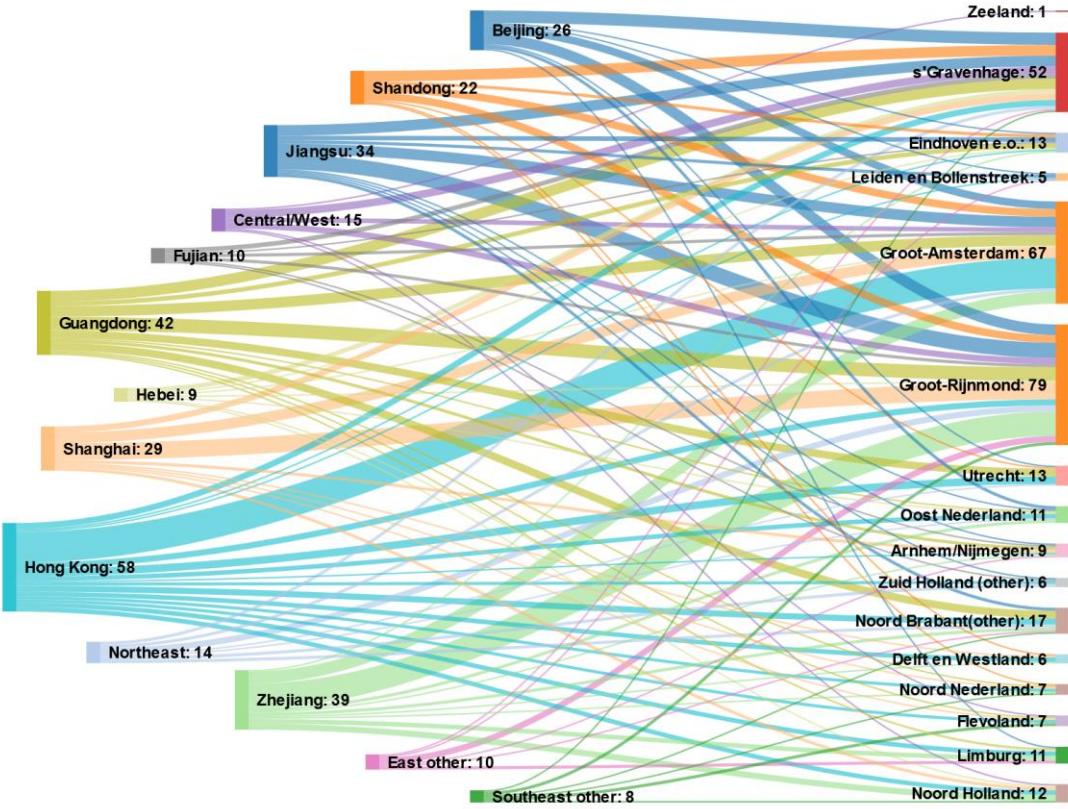 Beijing: 26
Shandong: 22
Jiangsu: 34
Central/West: 15
Fujian: 10
Guangdong: 42
Hebei: 9
Shanghai: 29
Hong Kong: 58
Northeast: 14
Zhejiang: 39
East other: 10
Southeast other: 8
Zeeland: 1
s'Gravenhage: 52
Eindhoven e.o.: 13
Leiden en Bollenstreek: 5
Groot-Amsterdam: 67
Groot-Rijnmond: 79
Utrecht: 13
Oost Nederland: 11
Arnhem/Nijmegen: 9
Zuid Holland (other): 6
Noord Brabant(other): 17
Delft en Westland: 6
Noord Nederland: 7
Flevoland: 7
Limburg: 11
Noord Holland: 12